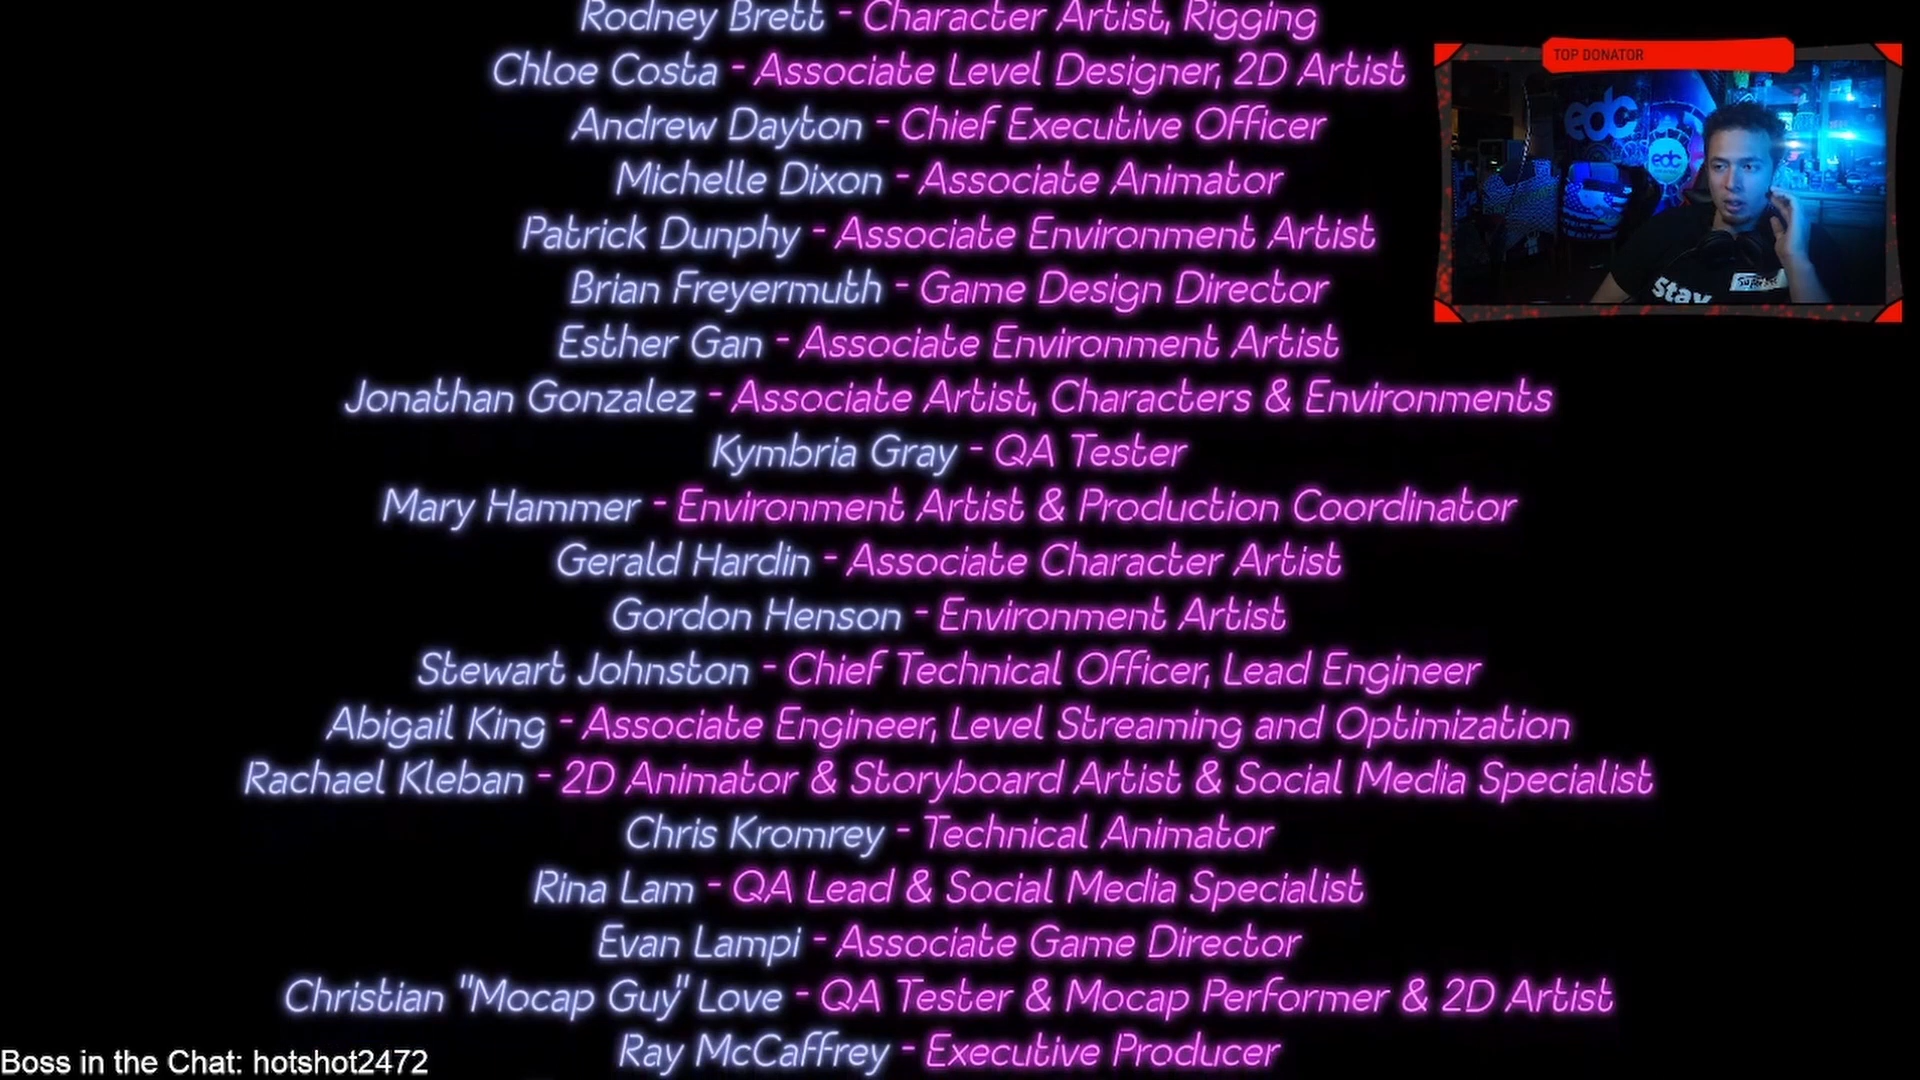 Rodney Brett - Character Artist, Rigging
Chloe Costa - Associate Level Designer, 2D Artist
Andrew Dayton - Chief Executive Officer
Michelle Dixon - Associate Animator
Patrick Dunphy - Associate Environment Artist
Brian Freyermuth - Game Design Director
Esther Gan - Associate Environment Artist
Jonathan Gonzalez - Associate Artist, Characters & Environments
Kymbria Gray - QA Tester
Mary Hammer - Environment Artist & Production Coordinator
Gerald Hardin - Associate Character Artist
Gordon Henson - Environment Artist
Stewart Johnston - Chief Technical Officer, Lead Engineer
Abigail King - Associate Engineer, Level Streaming and Optimization
Rachael Kleban - 2D Animator & Storyboard Artist & Social Media Specialist
Chris Kromrey - Technical Animator
Rina Lam - QA Lead & Social Media Specialist
Evan Lampi - Associate Game Director
Christian "Mocap Guy" Love - QA Tester & Mocap Performer & 2D Artist
Ray McCaffrey - Executive Producer
TOP DONATOR
edc
edc
Stay
Boss in the Chat: hotshot2472